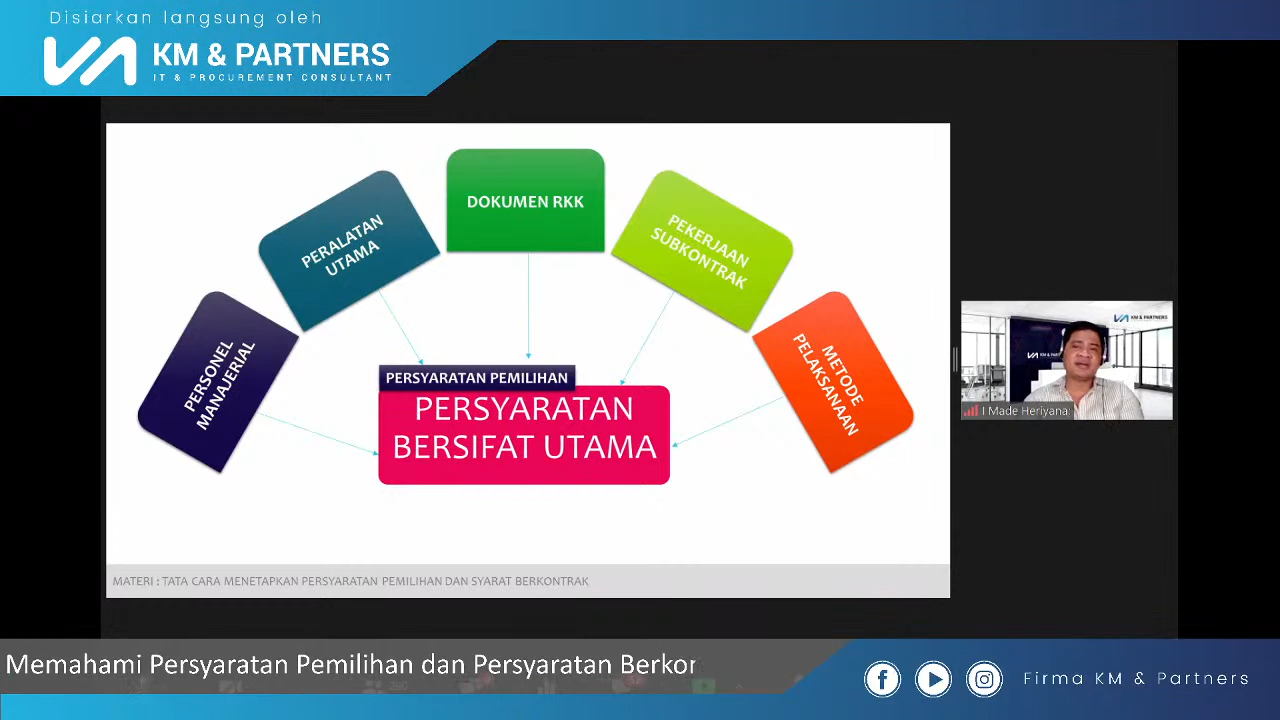 Disiarkan langsung oleh
KM & PARTNERS
IT & PROCUREMENT CONSULTANT
DOKUMEN RKK
PERALATAN
UTAMA
PEKERJAAN
SUBKONTRAK
PERSONEL
MANAJERIAL
METODE
PELAKSANAAN
PERSYARATAN PEMILIHAN
PERSYARATAN
BERSIFAT UTAMA
KM & PARTNERS
I Made Heriyana:
MATERI : TATA CARA MENETAPKAN PERSYARATAN PEMILIHAN DAN SYARAT BERKONTRAK
Memahami Persyaratan Pemilihan dan Persyaratan Berkor
Firma KM & Partners